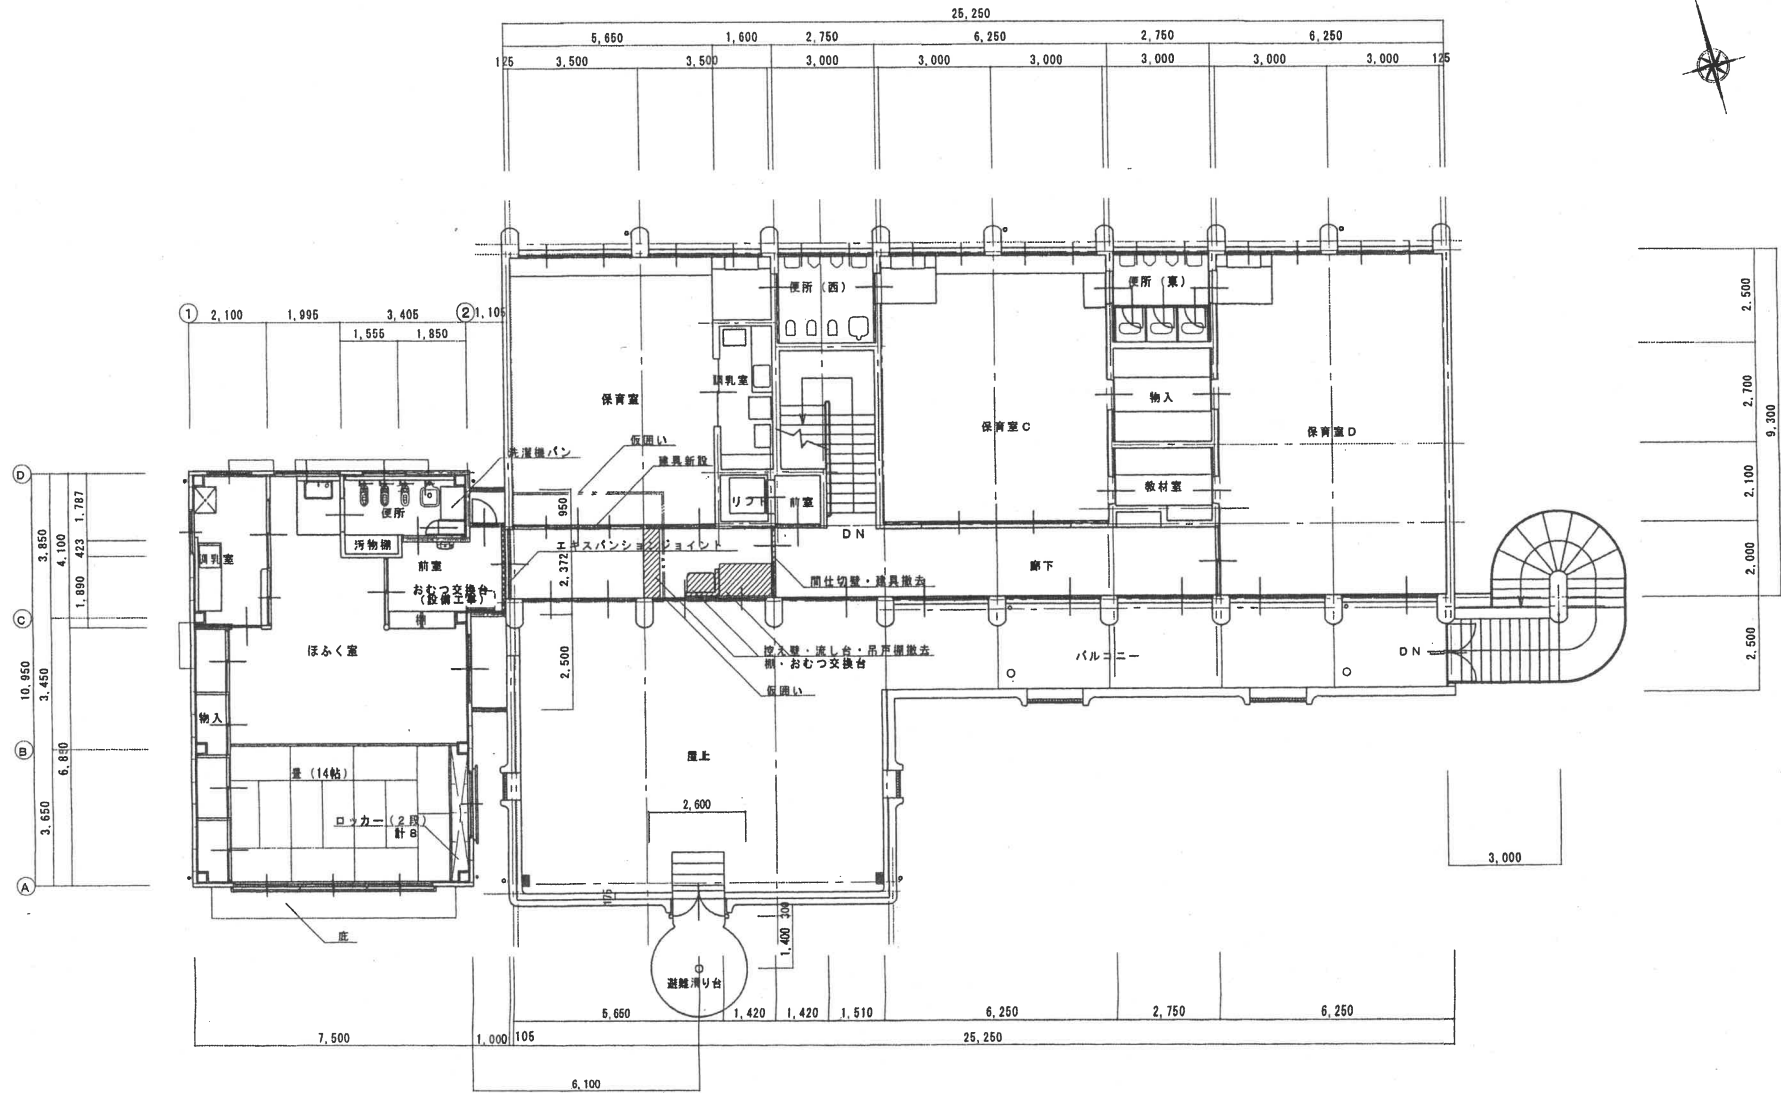 25,250
5,650
1,600
2,750
6,250
2,750
6,250
125
3,500
3,500
3,000
3,000
3,000
3,000
3,000
3,000
125
便所（西）
便所（東）
2,500
① 2,100
1,995
3,405
② 1,105
1,555
1,850
調乳室
保育室
物入
2,700
9,300
保育室C
保育室D
仮囲い
洗濯機パン
建具新設
D
教材室
2,100
リフト
前室
950
1,787
便所
DN
3,850
4,100
423
汚物棚
エキスパンションジョイント
調乳室
前室
2,372
廊下
2,000
間仕切壁・建具撤去
おむつ交換台
（設備工事）
1,890
棚
C
ほふく室
控え壁・流し台・吊戸棚撤去
棚・おむつ交換台
バルコニー
DN
2,500
2,500
10,950
3,450
仮囲い
物入
B
6,850
屋上
畳（14帖）
2,600
ロッカー（２段）
計８
3,650
3,000
A
175
300
庇
1,400
避難滑り台
5,650
1,420
1,420
1,510
6,250
2,750
6,250
7,500
1,000
105
25,250
6,100